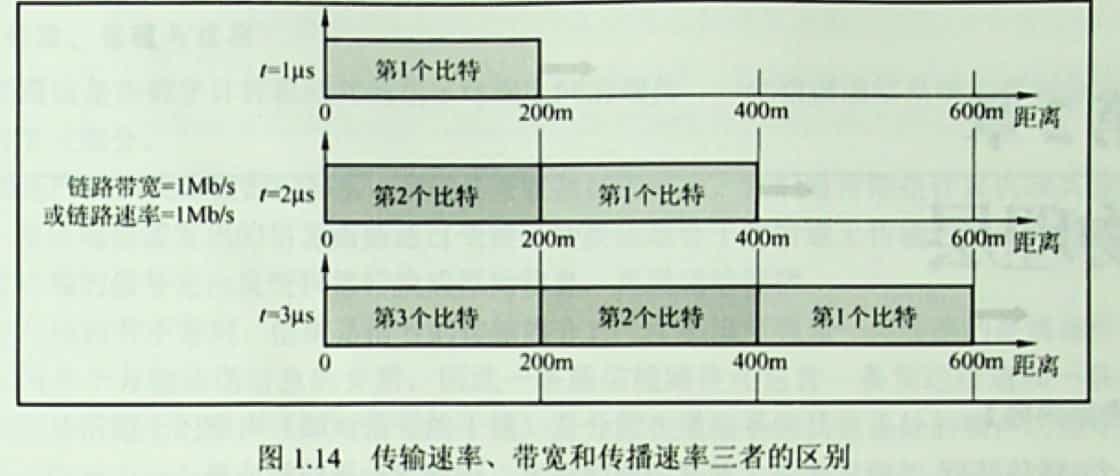 t=1μs 第1个比特
0 200m 400m 600m 距离
链路带宽=1Mb/s
或链路速率=1Mb/s
t=2μs 第2个比特 第1个比特
0 200m 400m 600m 距离
t=3μs 第3个比特 第2个比特 第1个比特
0 200m 400m 600m 距离
图 1.14 传输速率、带宽和传播速率三者的区别